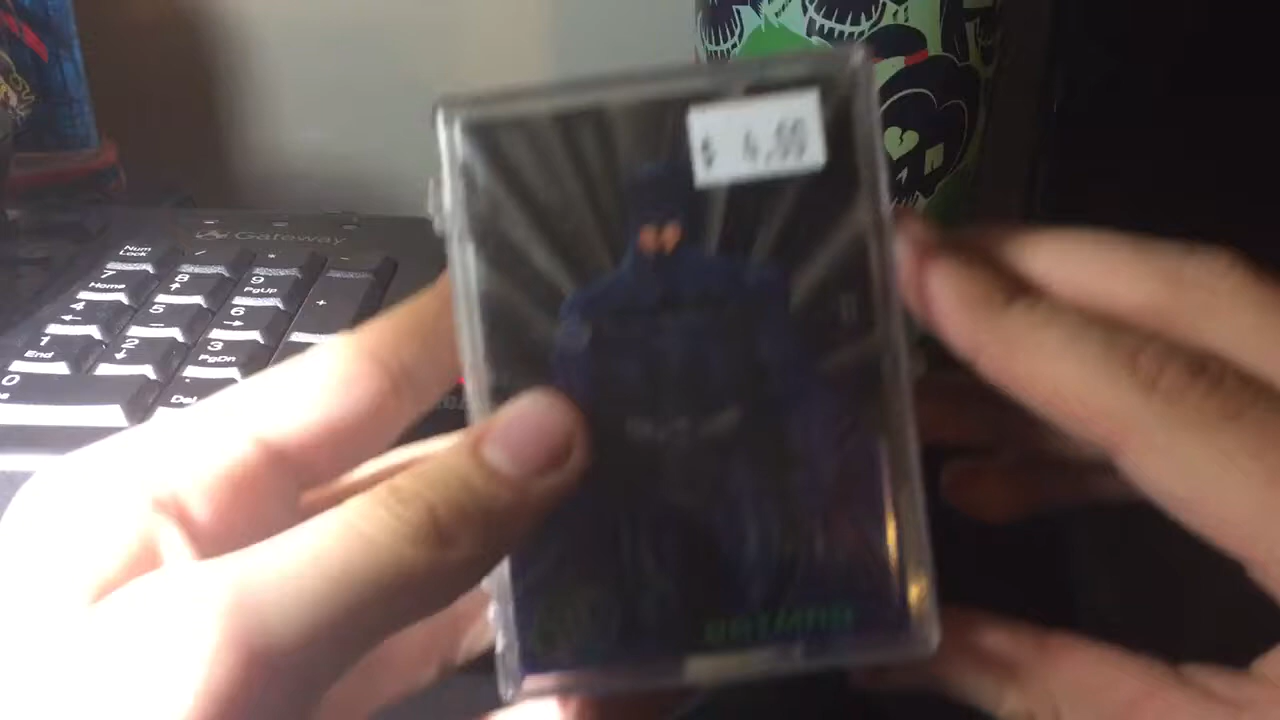 $ 4.00
Gateway
Num
Lock
/
*
-
7
Home
8
↑
9
PgUp
+
4
←
5
6
→
1
End
2
↓
3
PgDn
0
Del
BATMAN